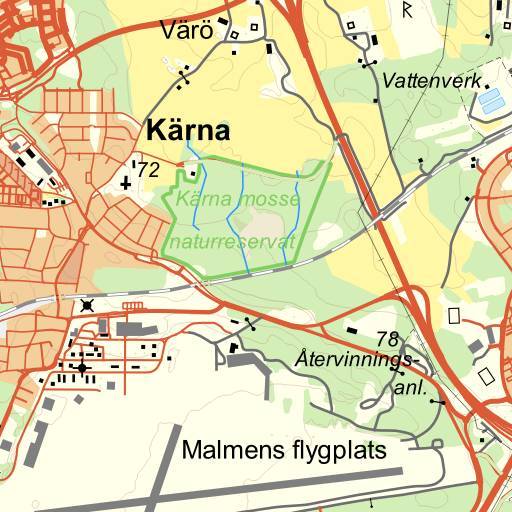 Värö
R
Vattenverk
Kärna
72
Kärna mosse
naturreservat
78
Återvinnings-
anl.
Malmens flygplats